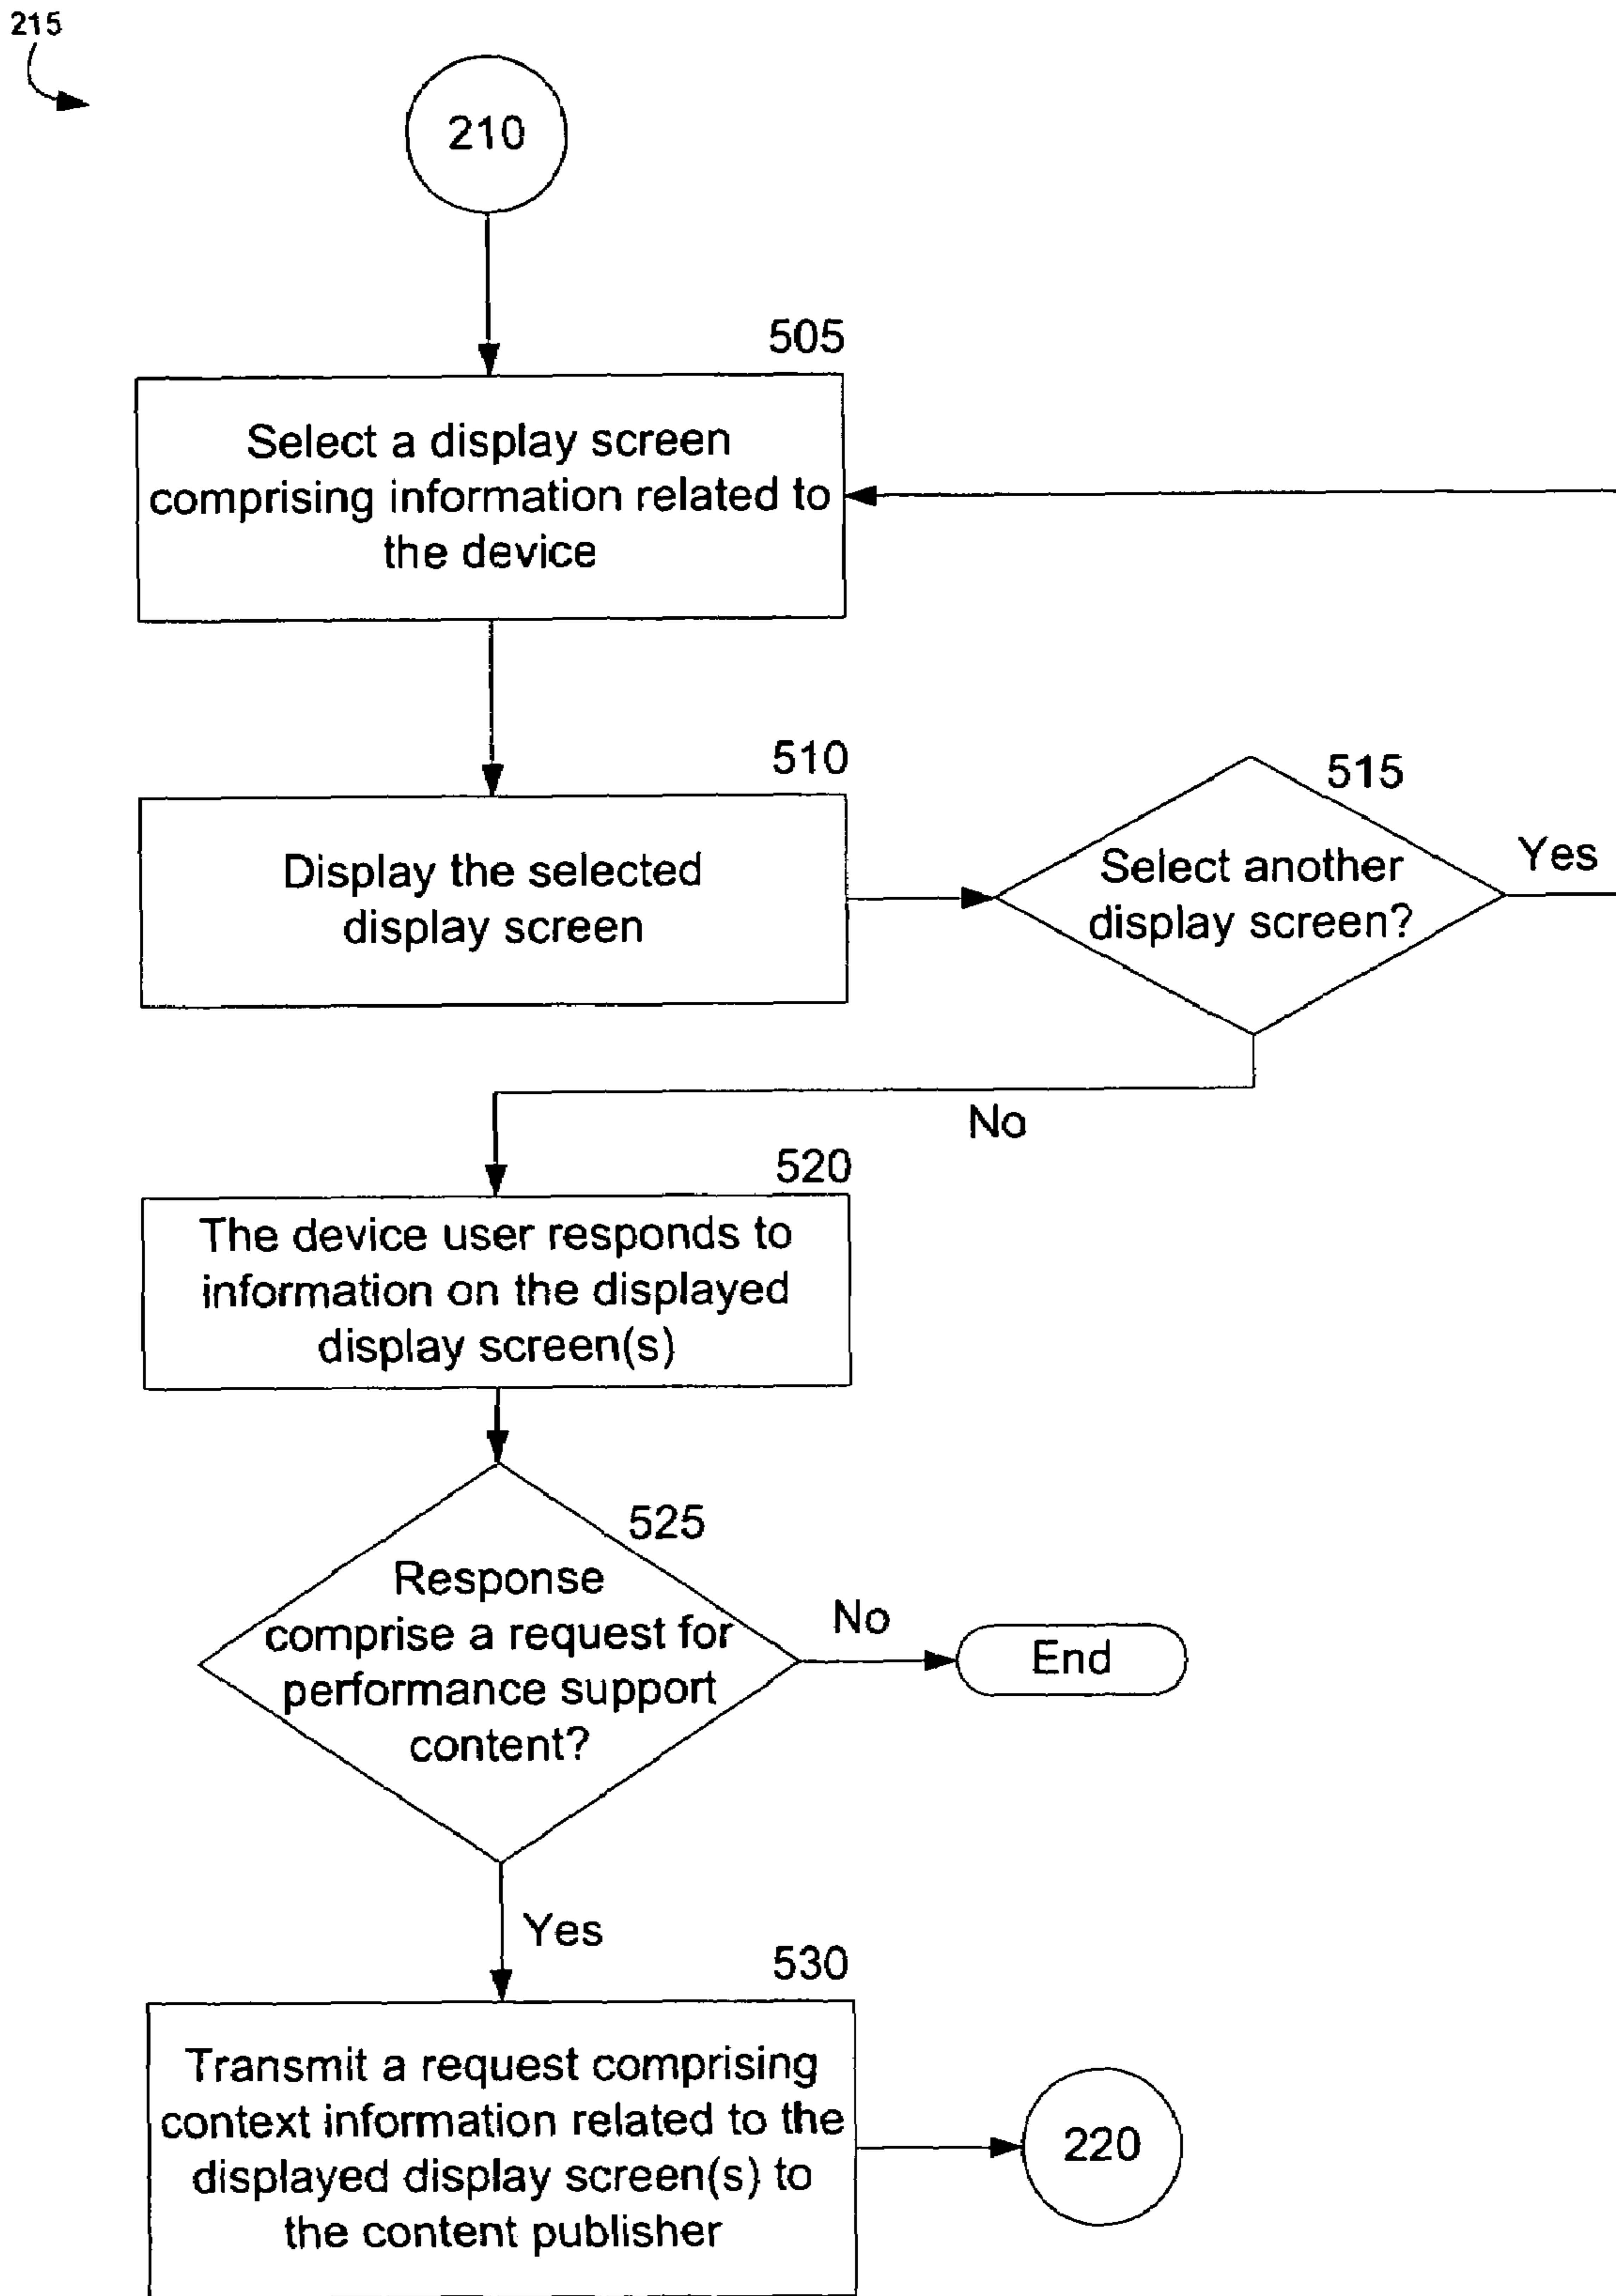 215
210
505
Select a display screen
comprising information related to
the device
510
Display the selected
display screen
515
Select another
display screen?
Yes
No
520
The device user responds to
information on the displayed
display screen(s)
525
Response
comprise a request for
performance support
content?
No
End
Yes
530
Transmit a request comprising
context information related to the
displayed display screen(s) to
the content publisher
220